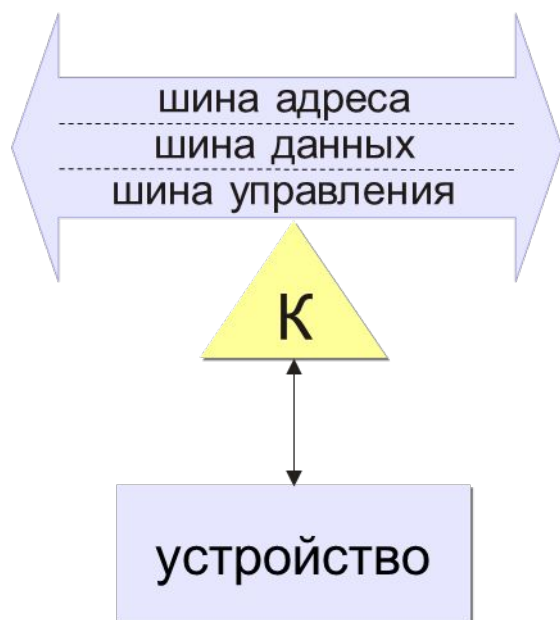 шина адреса
шина данных
шина управления
К
устройство